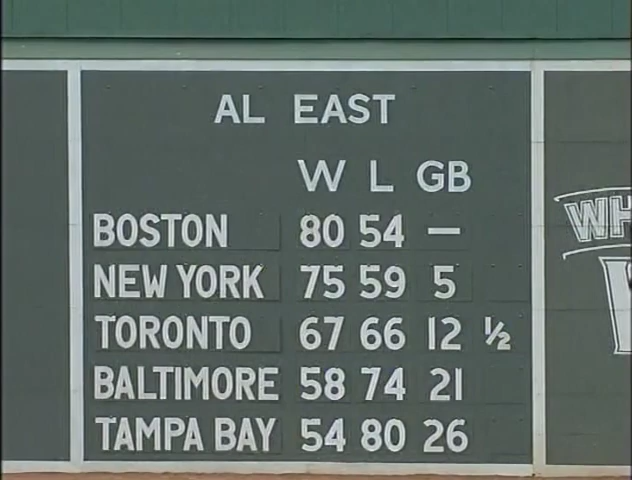 AL EAST
W L GB
BOSTON 80 54 —
NEW YORK 75 59 5
TORONTO 67 66 12 ½
BALTIMORE 58 74 21
TAMPA BAY 54 80 26
WH